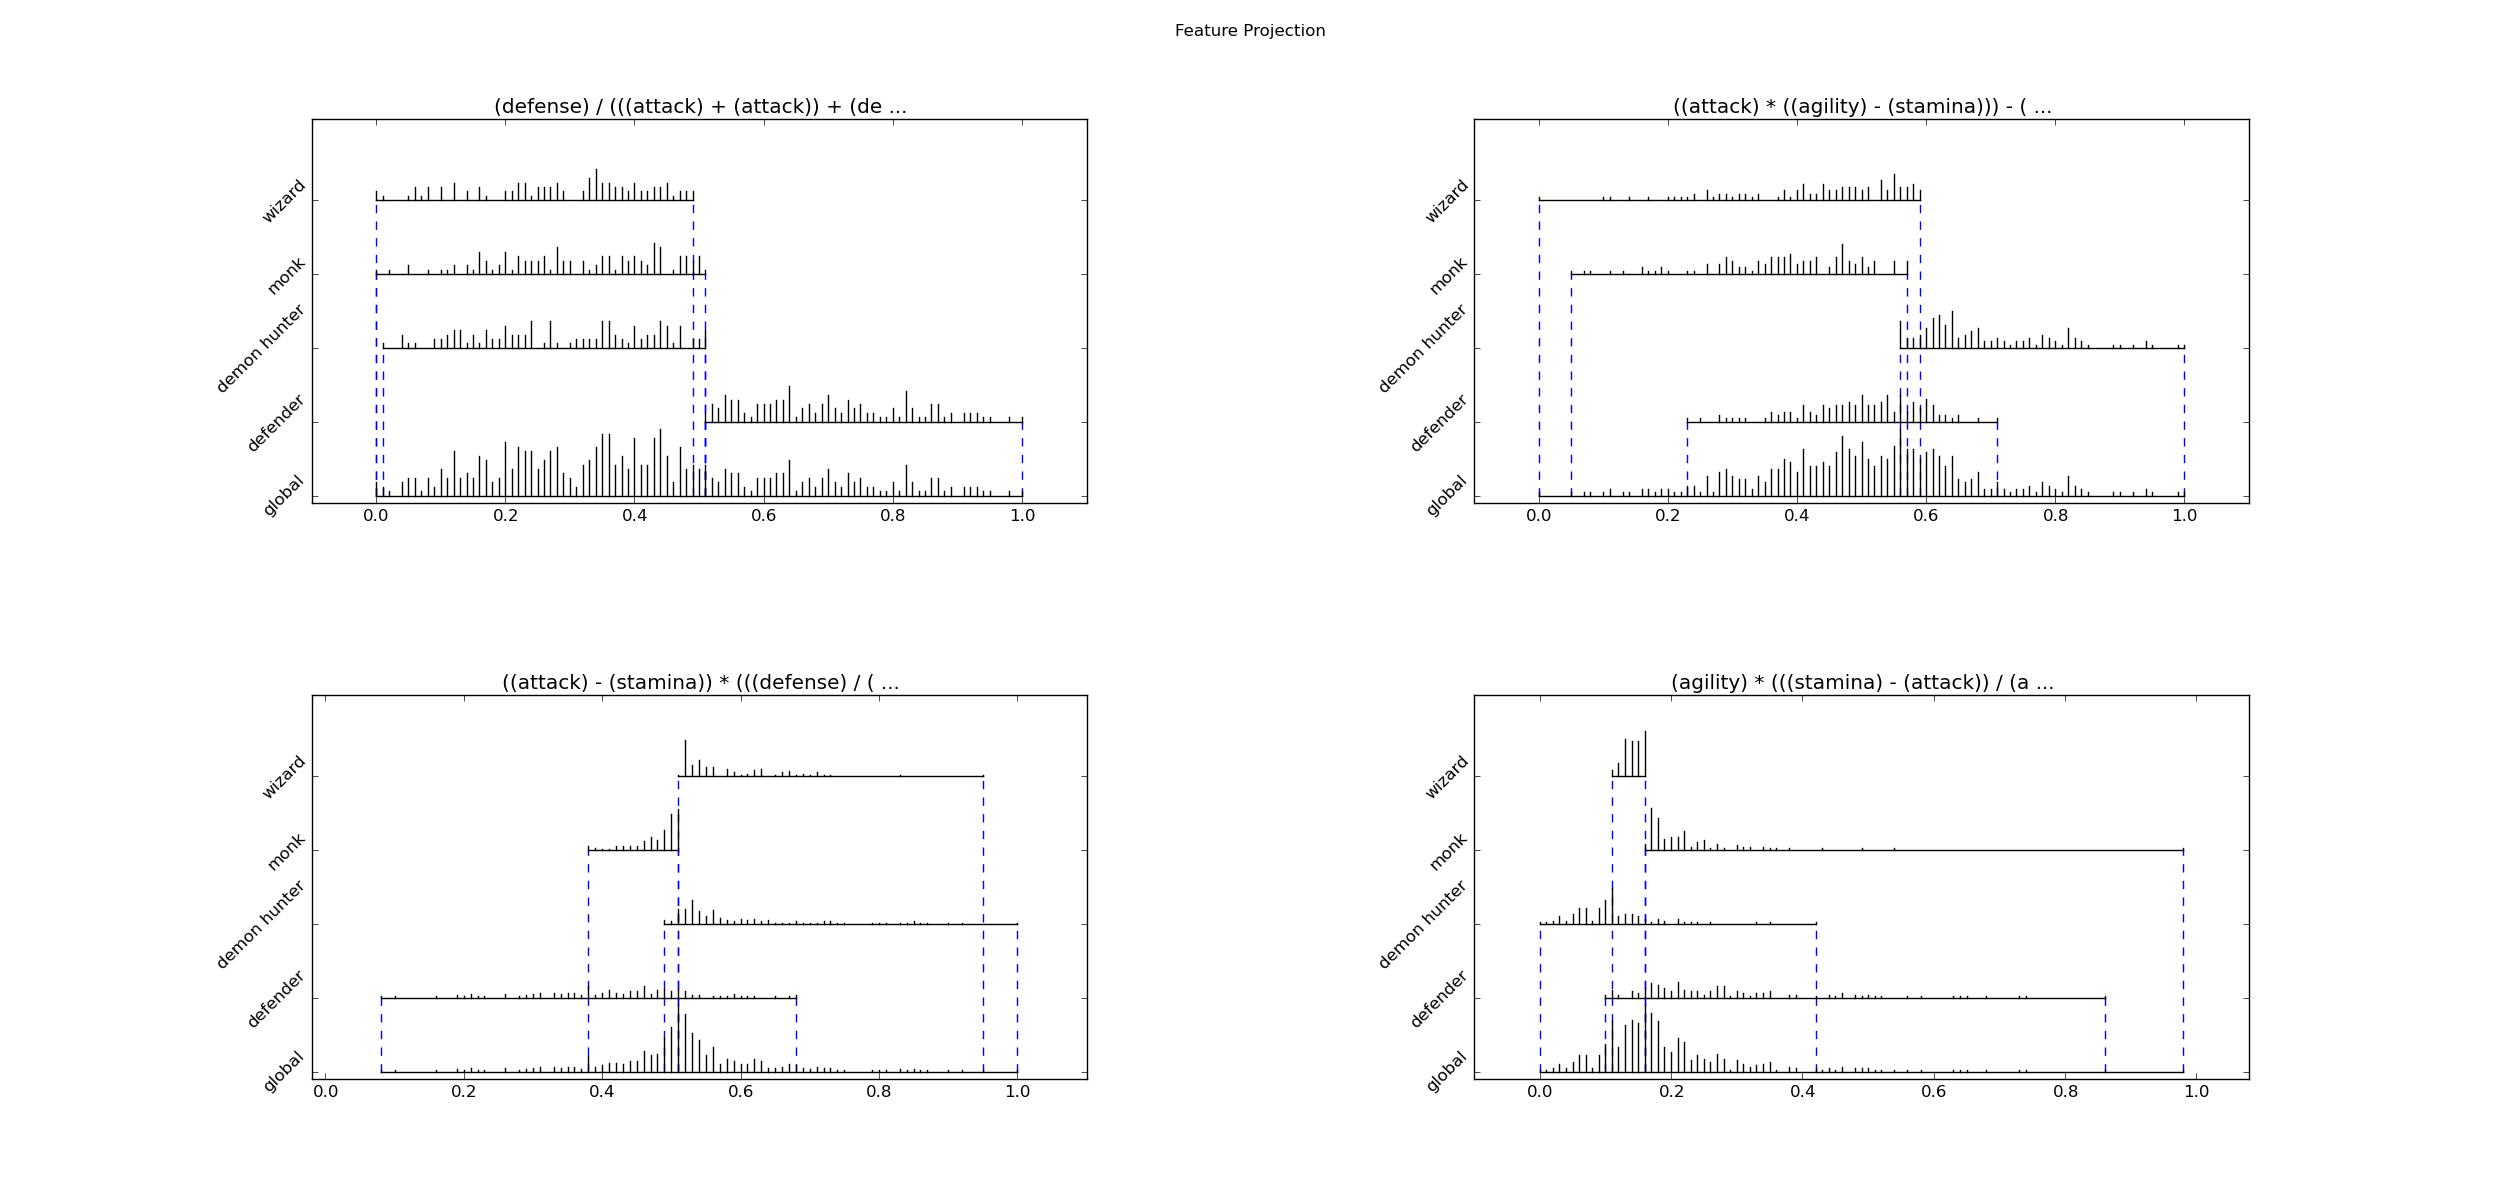 Feature Projection
(defense) / (((attack) + (attack)) + (de ...
wizard
monk
demon hunter
defender
global
0.0 0.2 0.4 0.6 0.8 1.0
((attack) * ((agility) - (stamina))) - ( ...
wizard
monk
demon hunter
defender
global
0.0 0.2 0.4 0.6 0.8 1.0
((attack) - (stamina)) * (((defense) / ( ...
wizard
monk
demon hunter
defender
global
0.0 0.2 0.4 0.6 0.8 1.0
(agility) * (((stamina) - (attack)) / (a ...
wizard
monk
demon hunter
defender
global
0.0 0.2 0.4 0.6 0.8 1.0